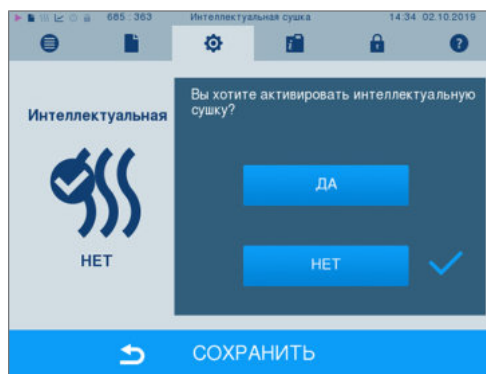 685 : 363 Интеллектуальная сушка 14:34 02.10.2019
Вы хотите активировать интеллектуальную
сушку?
Интеллектуальная
ДА
НЕТ
НЕТ
СОХРАНИТЬ